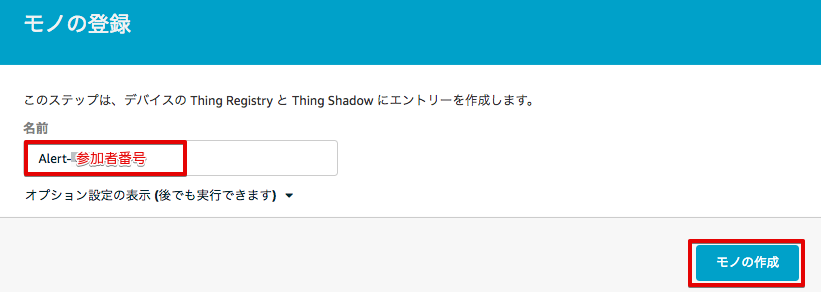 モノの登録
このステップは、デバイスの Thing Registry と Thing Shadow にエントリーを作成します。
名前
Alert- 参加者番号
オプション設定の表示 (後でも実行できます)
モノの作成